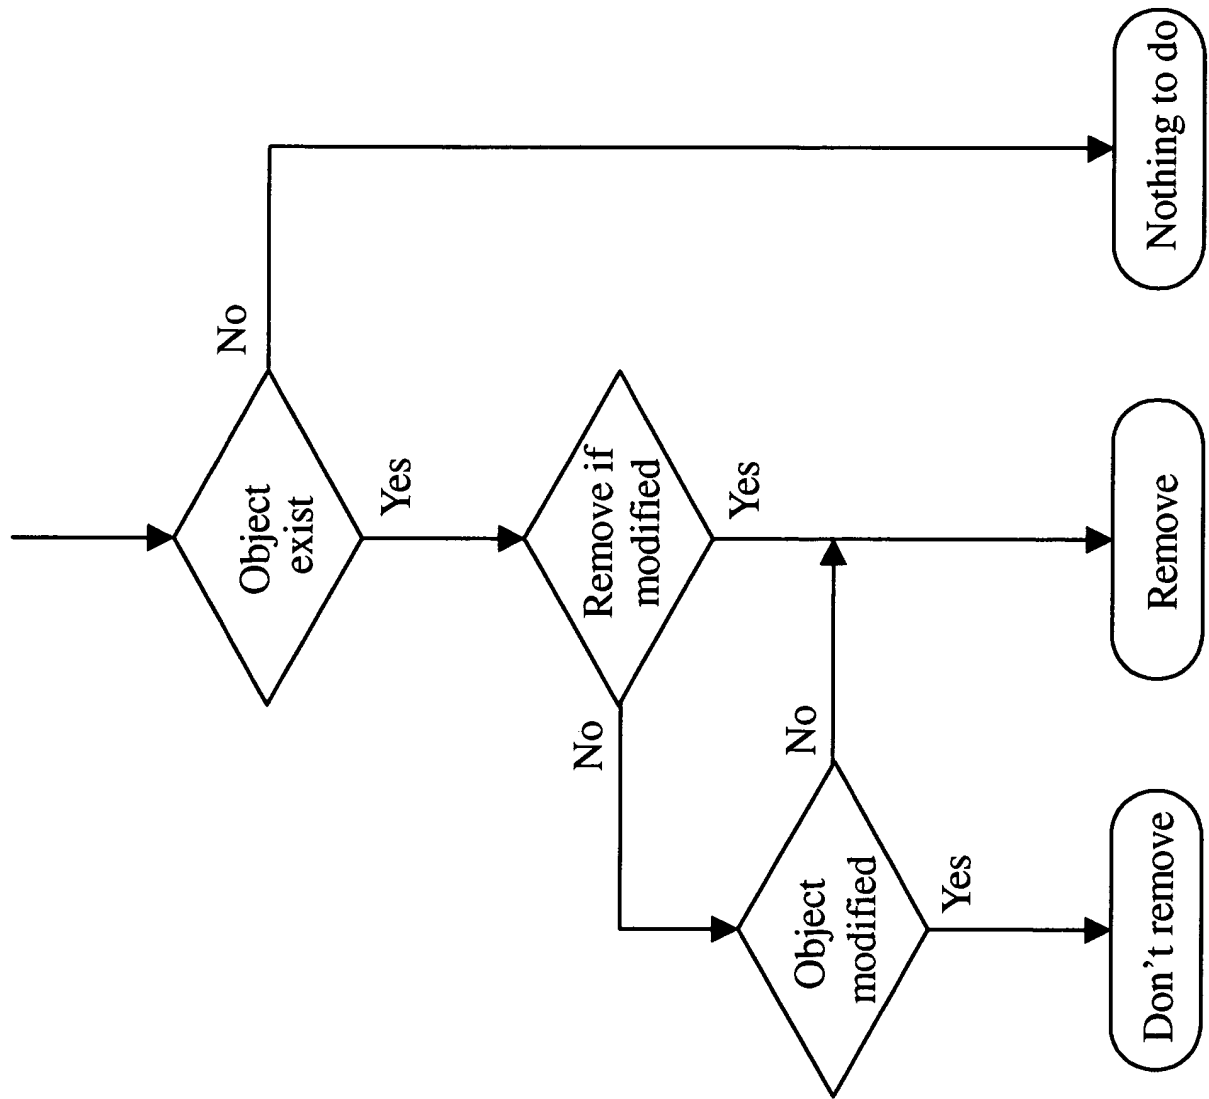 Object
exist
No
Yes
Remove if
modified
No
Yes
Object
modified
No
Yes
Don't remove
Remove
Nothing to do